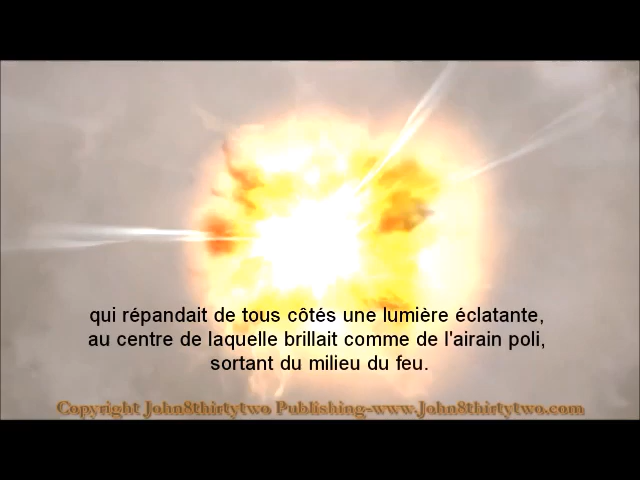 qui répandait de tous côtés une lumière éclatante,
au centre de laquelle brillait comme de l'airain poli,
sortant du milieu du feu.
Copyright John8thirtytwo Publishing-www.John8thirtytwo.com